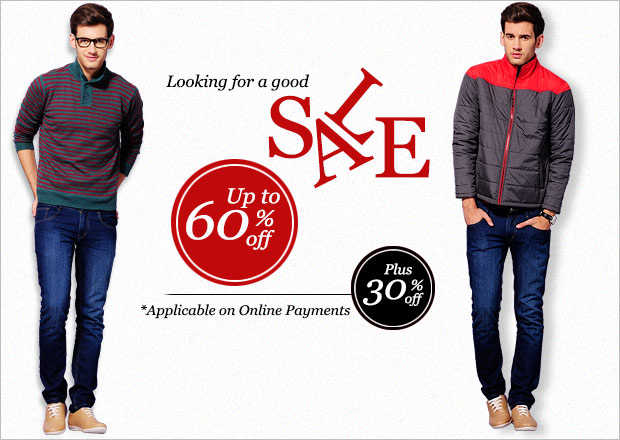 Looking for a good
SALE
Up to
60% off
Plus
30% off
*Applicable on Online Payments